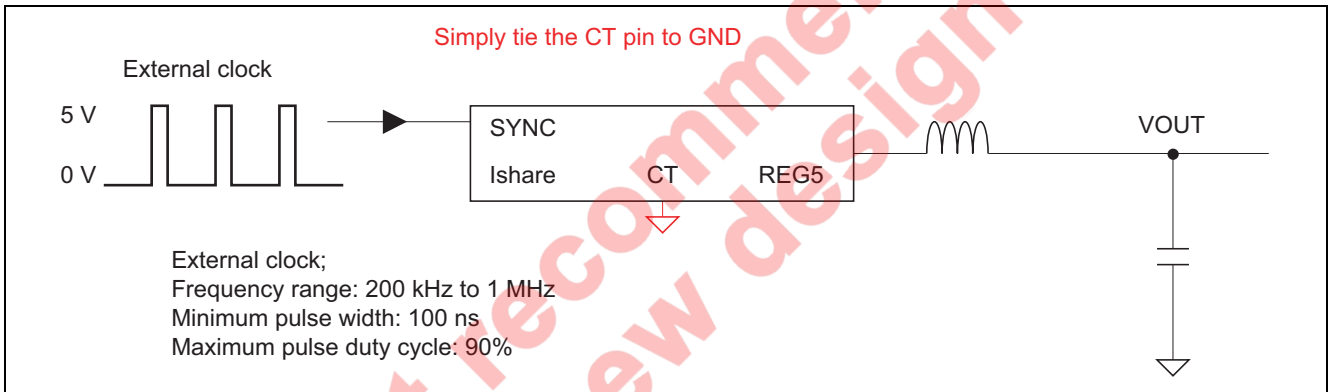 Simply tie the CT pin to GND
External clock
5 V
0 V
SYNC
Ishare
CT
REG5
VOUT
External clock;
Frequency range: 200 kHz to 1 MHz
Minimum pulse width: 100 ns
Maximum pulse duty cycle: 90%